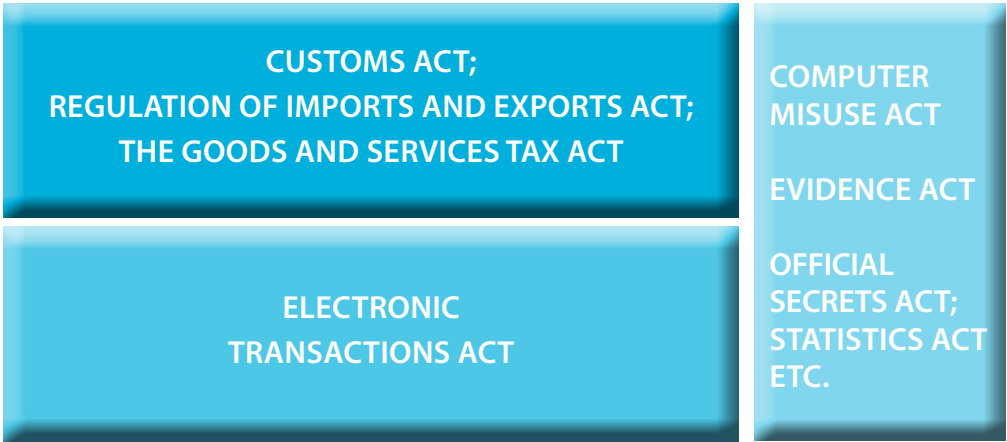 CUSTOMS ACT;
REGULATION OF IMPORTS AND EXPORTS ACT;
THE GOODS AND SERVICES TAX ACT
ELECTRONIC
TRANSACTIONS ACT
COMPUTER
MISUSE ACT
EVIDENCE ACT
OFFICIAL
SECRETS ACT;
STATISTICS ACT
ETC.